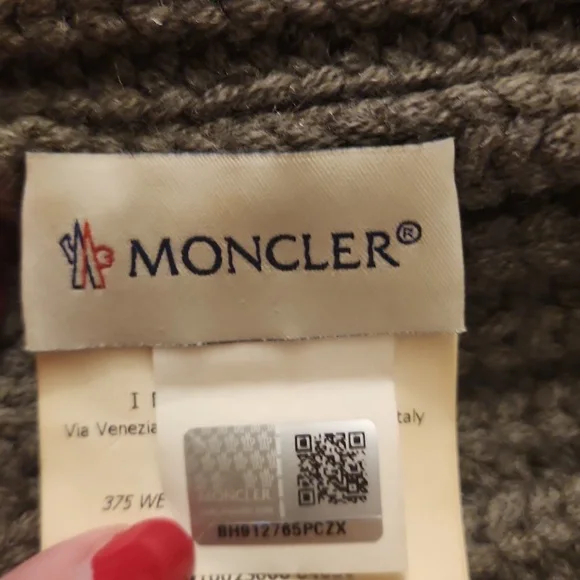 MONCLER®
I
Via Venezia
taly
375 WE
MONCLER
BH912765PCZX